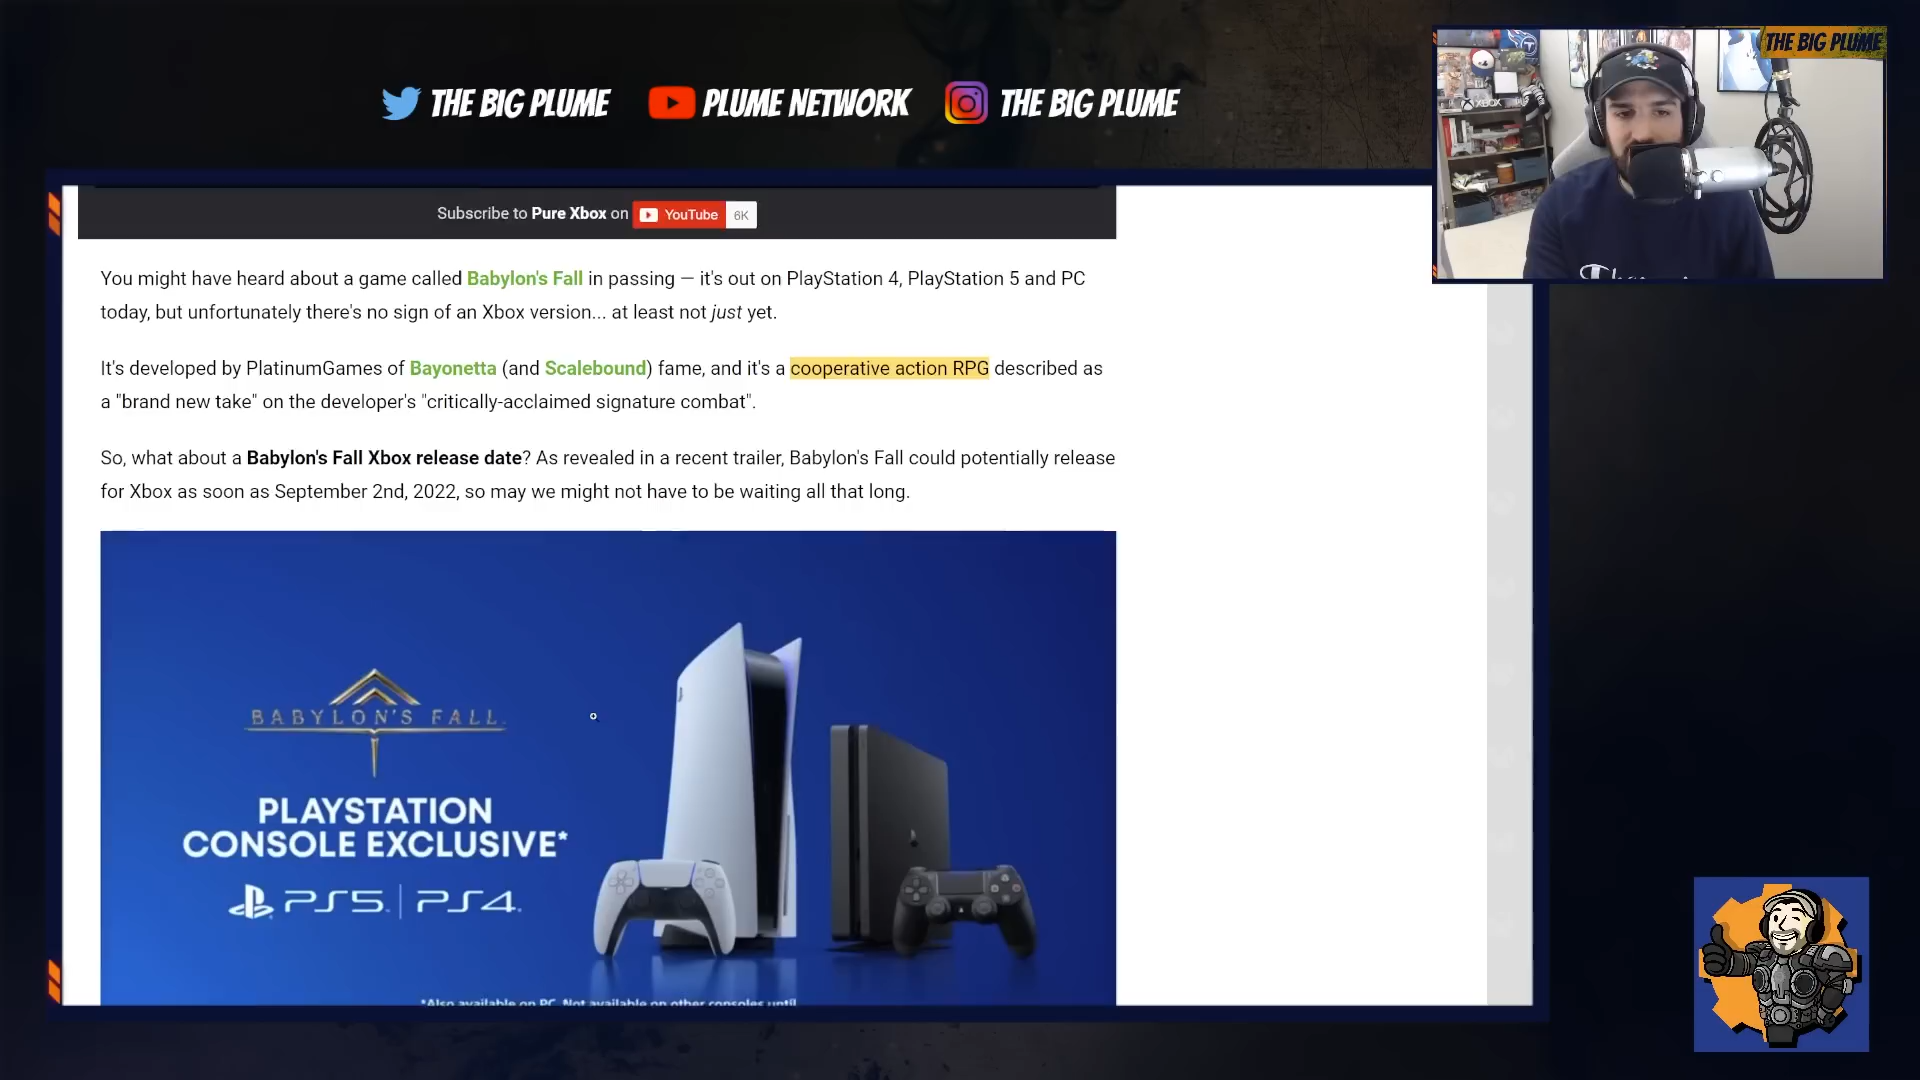 THE BIG PLUME
PLUME NETWORK
THE BIG PLUME
THE BIG PLUME
XBOX
Subscribe to Pure Xbox on YouTube 6K
You might have heard about a game called Babylon's Fall in passing — it's out on PlayStation 4, PlayStation 5 and PC
today, but unfortunately there's no sign of an Xbox version... at least not just yet.
It's developed by PlatinumGames of Bayonetta (and Scalebound) fame, and it's a cooperative action RPG described as
a "brand new take" on the developer's "critically-acclaimed signature combat".
So, what about a Babylon's Fall Xbox release date? As revealed in a recent trailer, Babylon's Fall could potentially release
for Xbox as soon as September 2nd, 2022, so may we might not have to be waiting all that long.
BABYLON'S FALL
PLAYSTATION
CONSOLE EXCLUSIVE*
PS5 | PS4
*Also available on PC. Not available on other consoles until